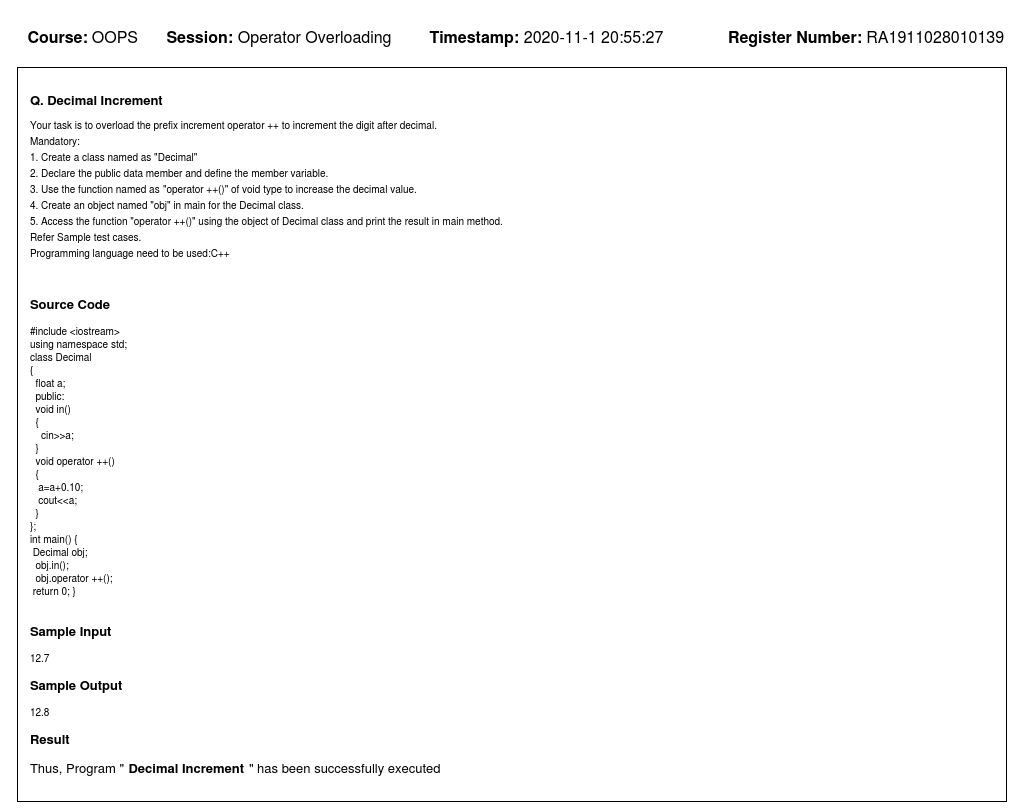 Course: OOPS Session: Operator Overloading Timestamp: 2020-11-1 20:55:27 Register Number: RA1911028010139
Q. Decimal Increment
Your task is to overload the prefix increment operator ++ to increment the digit after decimal.
Mandatory:
1. Create a class named as "Decimal"
2. Declare the public data member and define the member variable.
3. Use the function named as "operator ++()" of void type to increase the decimal value.
4. Create an object named "obj" in main for the Decimal class.
5. Access the function "operator ++()" using the object of Decimal class and print the result in main method.
Refer Sample test cases.
Programming language need to be used:C++
Source Code
#include <iostream>
using namespace std;
class Decimal
{
float a;
public:
void in()
{
cin>>a;
}
void operator ++()
{
a=a+0.10;
cout<<a;
}
};
int main() {
Decimal obj;
obj.in();
obj.operator ++();
return 0; }
Sample Input
12.7
Sample Output
12.8
Result
Thus, Program " Decimal Increment " has been successfully executed